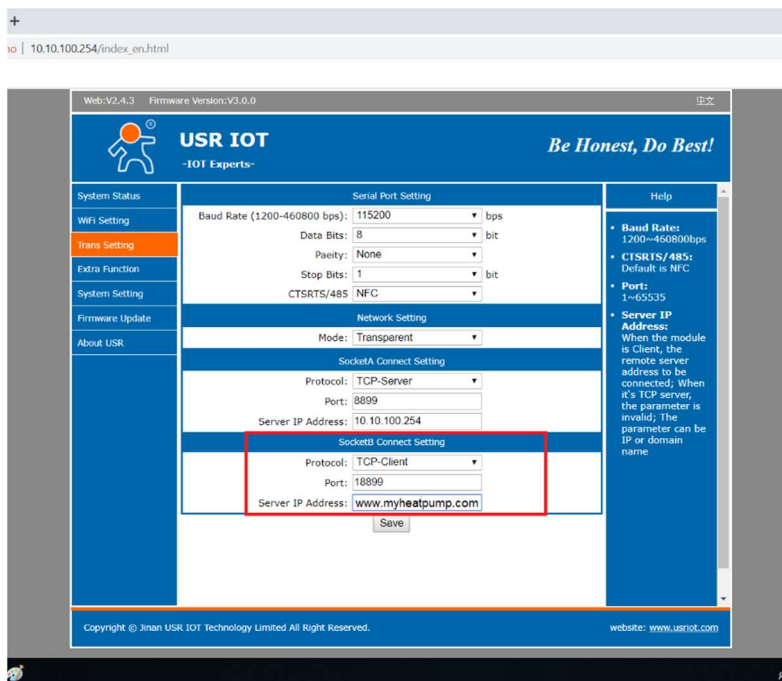 +
no | 10.10.100.254/index_en.html
Web:V2.4.3 Firmware Version:V3.0.0 中文
®
USR IOT
-IOT Experts-
Be Honest, Do Best!
System Status
WiFi Setting
Trans Setting
Extra Function
System Setting
Firmware Update
About USR
Serial Port Setting
Baud Rate (1200-460800 bps): 115200 bps
Data Bits: 8 bit
Paeity: None
Stop Bits: 1 bit
CTSRTS/485 NFC
Network Setting
Mode: Transparent
SocketA Connect Setting
Protocol: TCP-Server
Port: 8899
Server IP Address: 10.10.100.254
SocketB Connect Setting
Protocol: TCP-Client
Port: 18899
Server IP Address: www.myheatpump.com
Save
Help
• Baud Rate:
1200~460800bps
• CTSRTS/485:
Default is NFC
• Port:
1~65535
• Server IP
Address:
When the module
is Client, the
remote server
address to be
connected; When
it's TCP server,
the parameter is
invalid; The
parameter can be
IP or domain
name
Copyright © Jinan USR IOT Technology Limited All Right Reserved. website: www.usriot.com